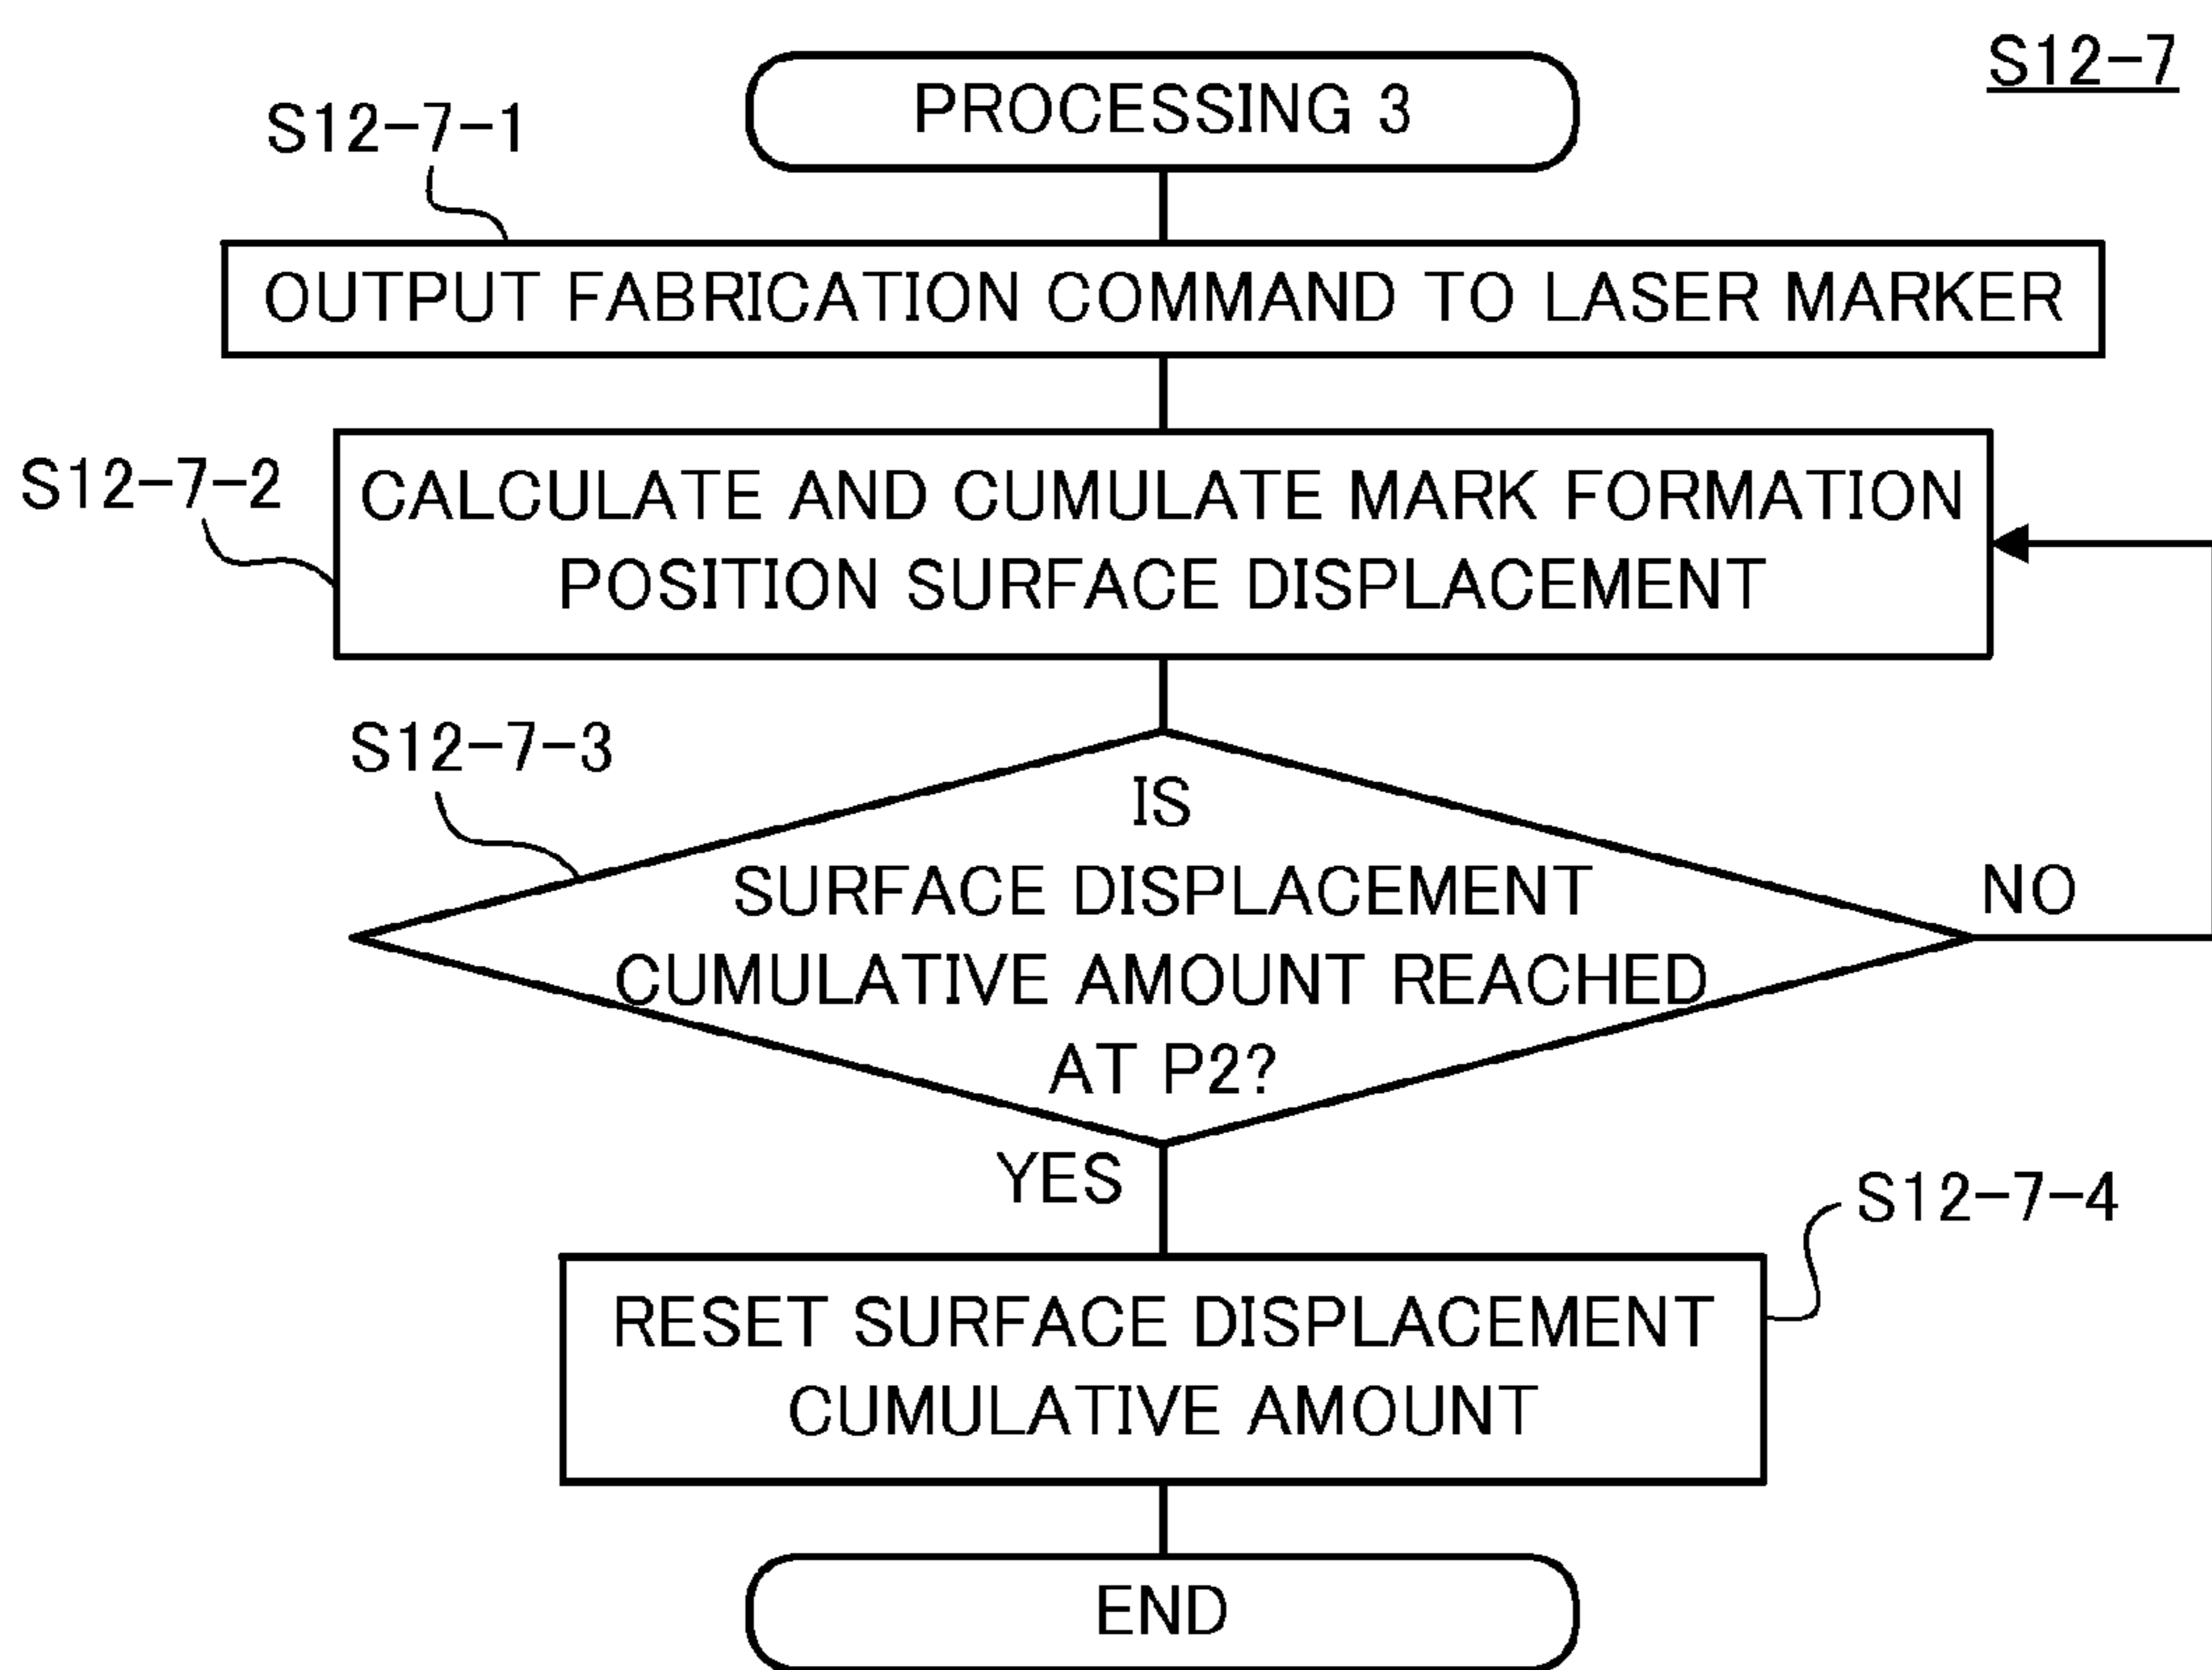 S12-7
PROCESSING 3
S12-7-1
OUTPUT FABRICATION COMMAND TO LASER MARKER
S12-7-2
CALCULATE AND CUMULATE MARK FORMATION
POSITION SURFACE DISPLACEMENT
S12-7-3
IS
SURFACE DISPLACEMENT
CUMULATIVE AMOUNT REACHED
AT P2?
NO
YES
S12-7-4
RESET SURFACE DISPLACEMENT
CUMULATIVE AMOUNT
END